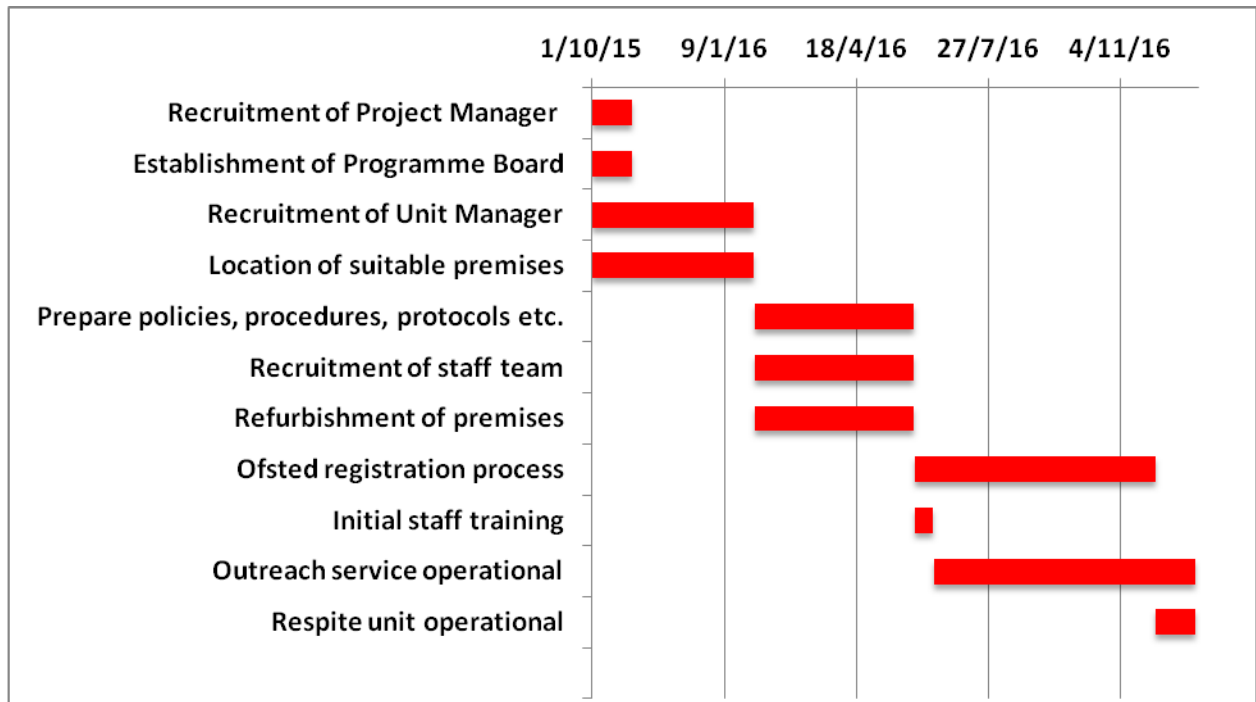 1/10/15 9/1/16 18/4/16 27/7/16 4/11/16
Recruitment of Project Manager
Establishment of Programme Board
Recruitment of Unit Manager
Location of suitable premises
Prepare policies, procedures, protocols etc.
Recruitment of staff team
Refurbishment of premises
Ofsted registration process
Initial staff training
Outreach service operational
Respite unit operational